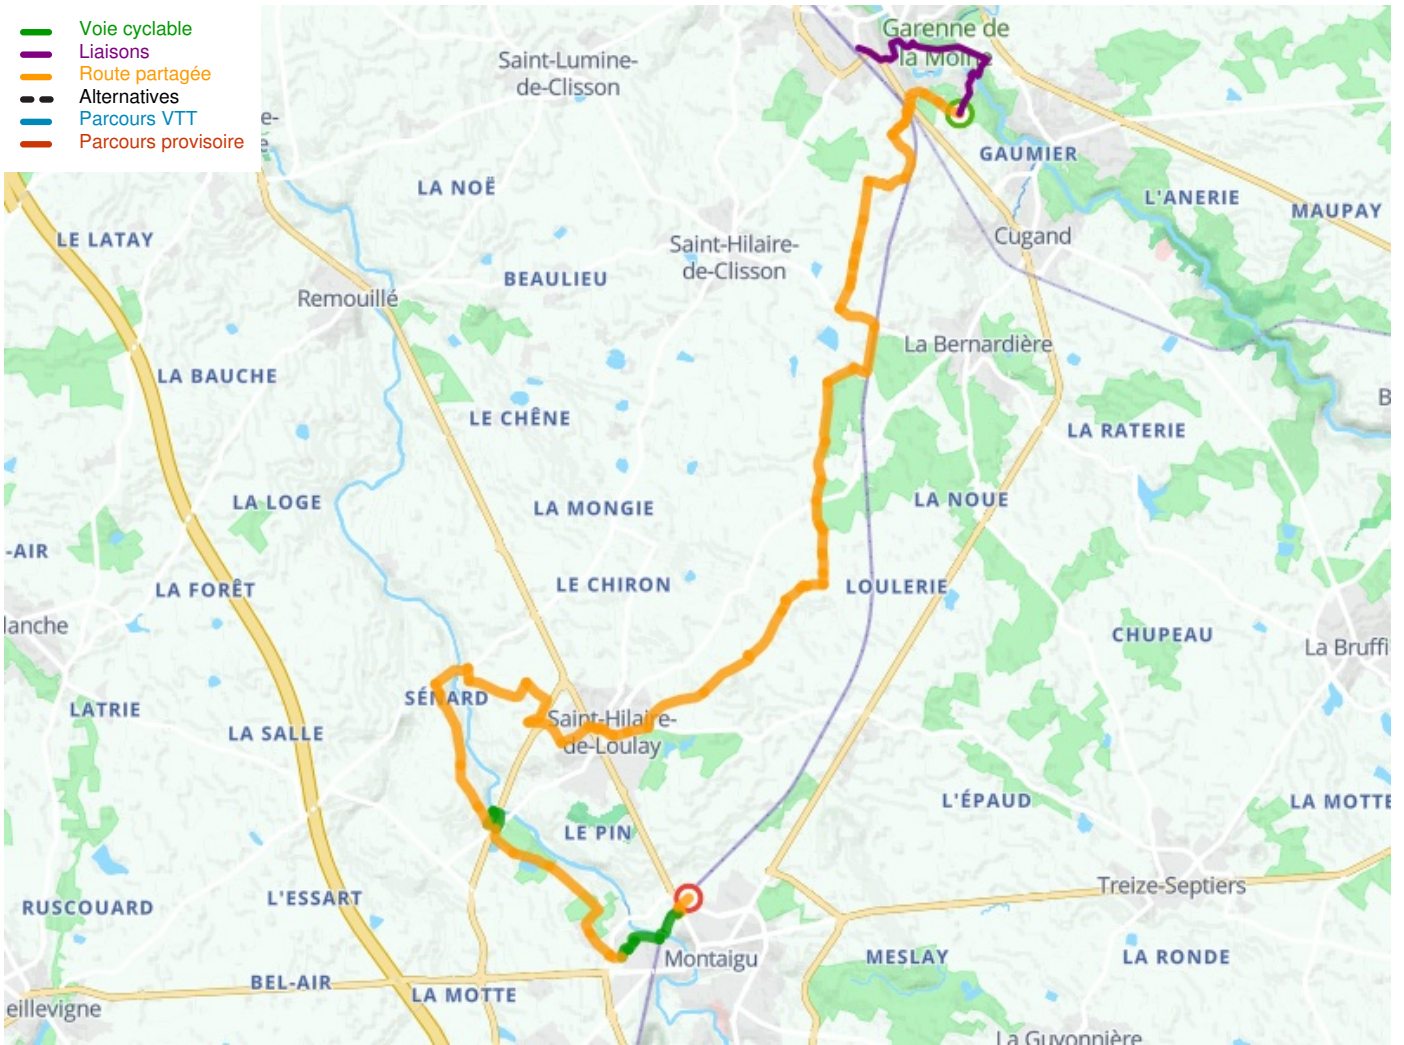 Voie cyclable
Liaisons
Route partagée
Alternatives
Parcours VTT
Parcours provisoire
e-
Garenne de
la Moine
Saint-Lumine-
de-Clisson
GAUMIER
LA NOË
L'ANERIE
MAUPAY
LE LATAY
Saint-Hilaire-
de-Clisson
Cugand
BEAULIEU
Remouillé
La Bernardière
LA BAUCHE
B
LE CHÊNE
LA RATERIE
LA LOGE
LA MONGIE
LA NOUE
-AIR
LA FORÊT
LE CHIRON
LOULERIE
lanche
CHUPEAU
La Bruffi
SÉNARD
LATRIE
LA SALLE
Saint-Hilaire-
de-Loulay
L'ÉPAUD
LA MOTTE
LE PIN
Treize-Septiers
L'ESSART
RUSCOUARD
Montaigu
MESLAY
LA RONDE
BEL-AIR
LA MOTTE
eillevigne
La Guyonnière